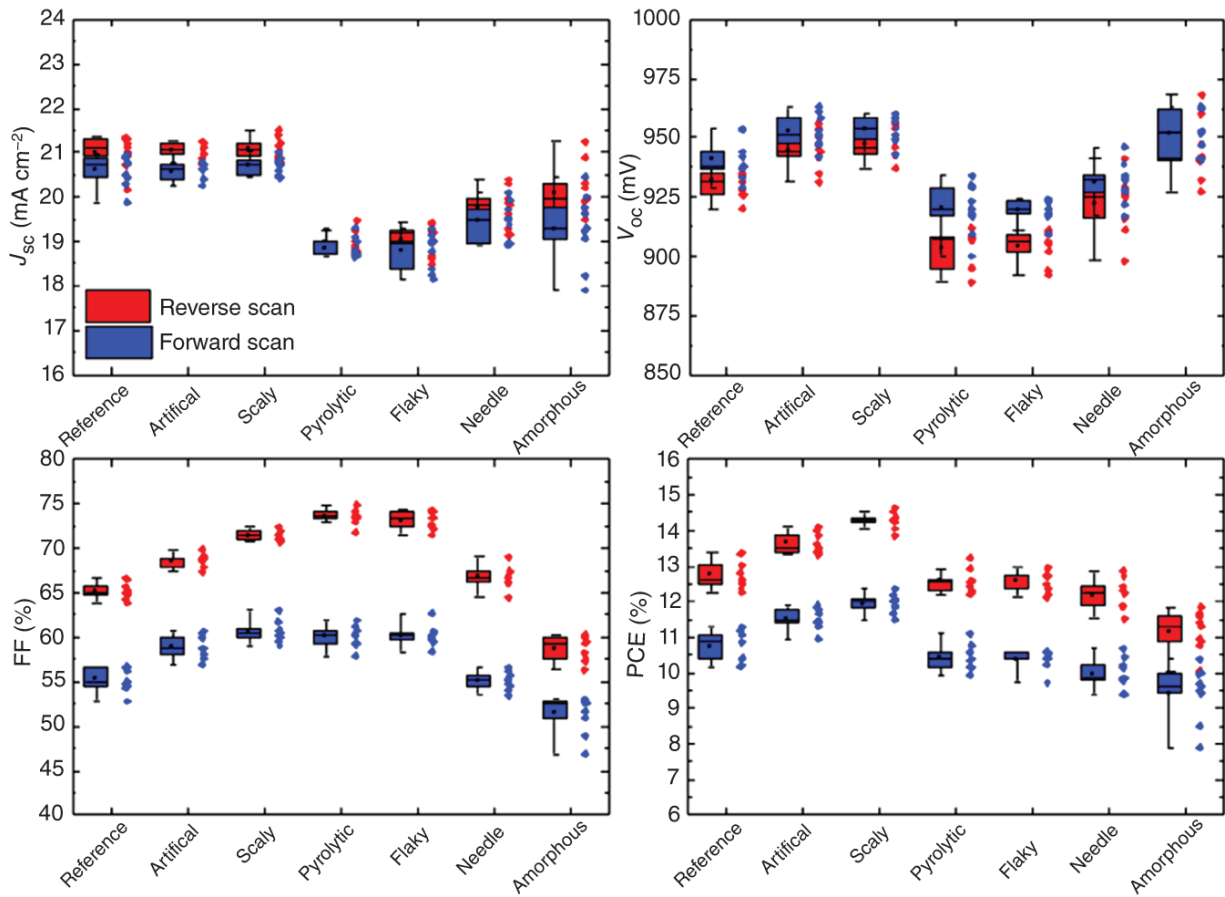 24
23
22
21
20
19
18
17
16
Jsc (mA cm−2)
Reverse scan
Forward scan
Reference
Artifical
Scaly
Pyrolytic
Flaky
Needle
Amorphous
1000
975
950
925
900
875
850
Voc (mV)
Reference
Artifical
Scaly
Pyrolytic
Flaky
Needle
Amorphous
80
75
70
65
60
55
50
45
40
FF (%)
Reference
Artifical
Scaly
Pyrolytic
Flaky
Needle
Amorphous
16
15
14
13
12
11
10
9
8
7
6
PCE (%)
Reference
Artifical
Scaly
Pyrolytic
Flaky
Needle
Amorphous